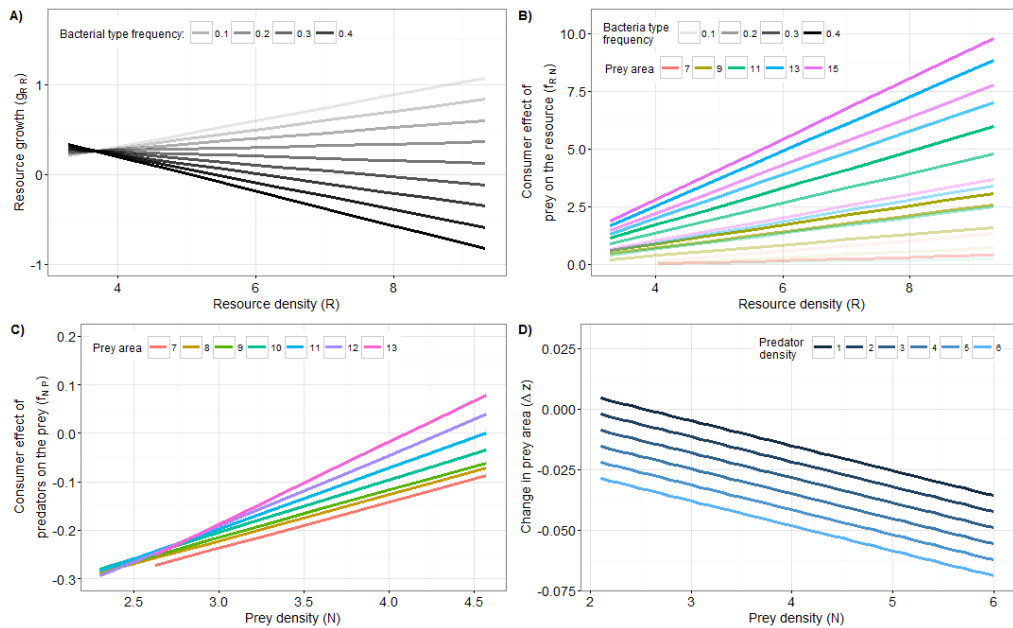 A)
Bacterial type frequency: 0.1 0.2 0.3 0.4
Resource growth (gR R)
1
0
-1
4 6 8
Resource density (R)
B)
Bacteria type
frequency 0.1 0.2 0.3 0.4
Prey area 7 9 11 13 15
Consumer effect of
prey on the resource (fR N)
10.0
7.5
5.0
2.5
0.0
4 6 8
Resource density (R)
C)
Prey area 7 8 9 10 11 12 13
Consumer effect of
predators on the prey (fN P)
0.2
0.1
0.0
-0.1
-0.2
-0.3
2.5 3.0 3.5 4.0 4.5
Prey density (N)
D)
Predator
density 1 2 3 4 5 6
Change in prey area (Δ z)
0.025
0.000
-0.025
-0.050
-0.075
2 3 4 5 6
Prey density (N)